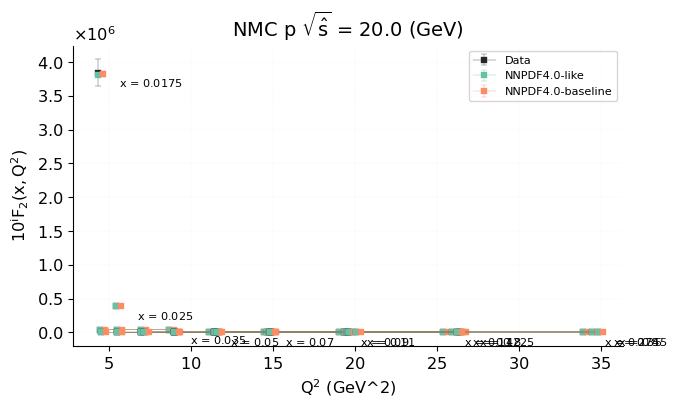 NMC p √ŝ = 20.0 (GeV)
×10⁶
Data
NNPDF4.0-like
NNPDF4.0-baseline
4.0
3.5
3.0
2.5
2.0
1.5
1.0
0.5
0.0
10ⁱF₂(x,Q²)
x = 0.0175
x = 0.025
x = 0.035
x = 0.05
x = 0.07
5
10
15
20
25
30
35
Q² (GeV^2)